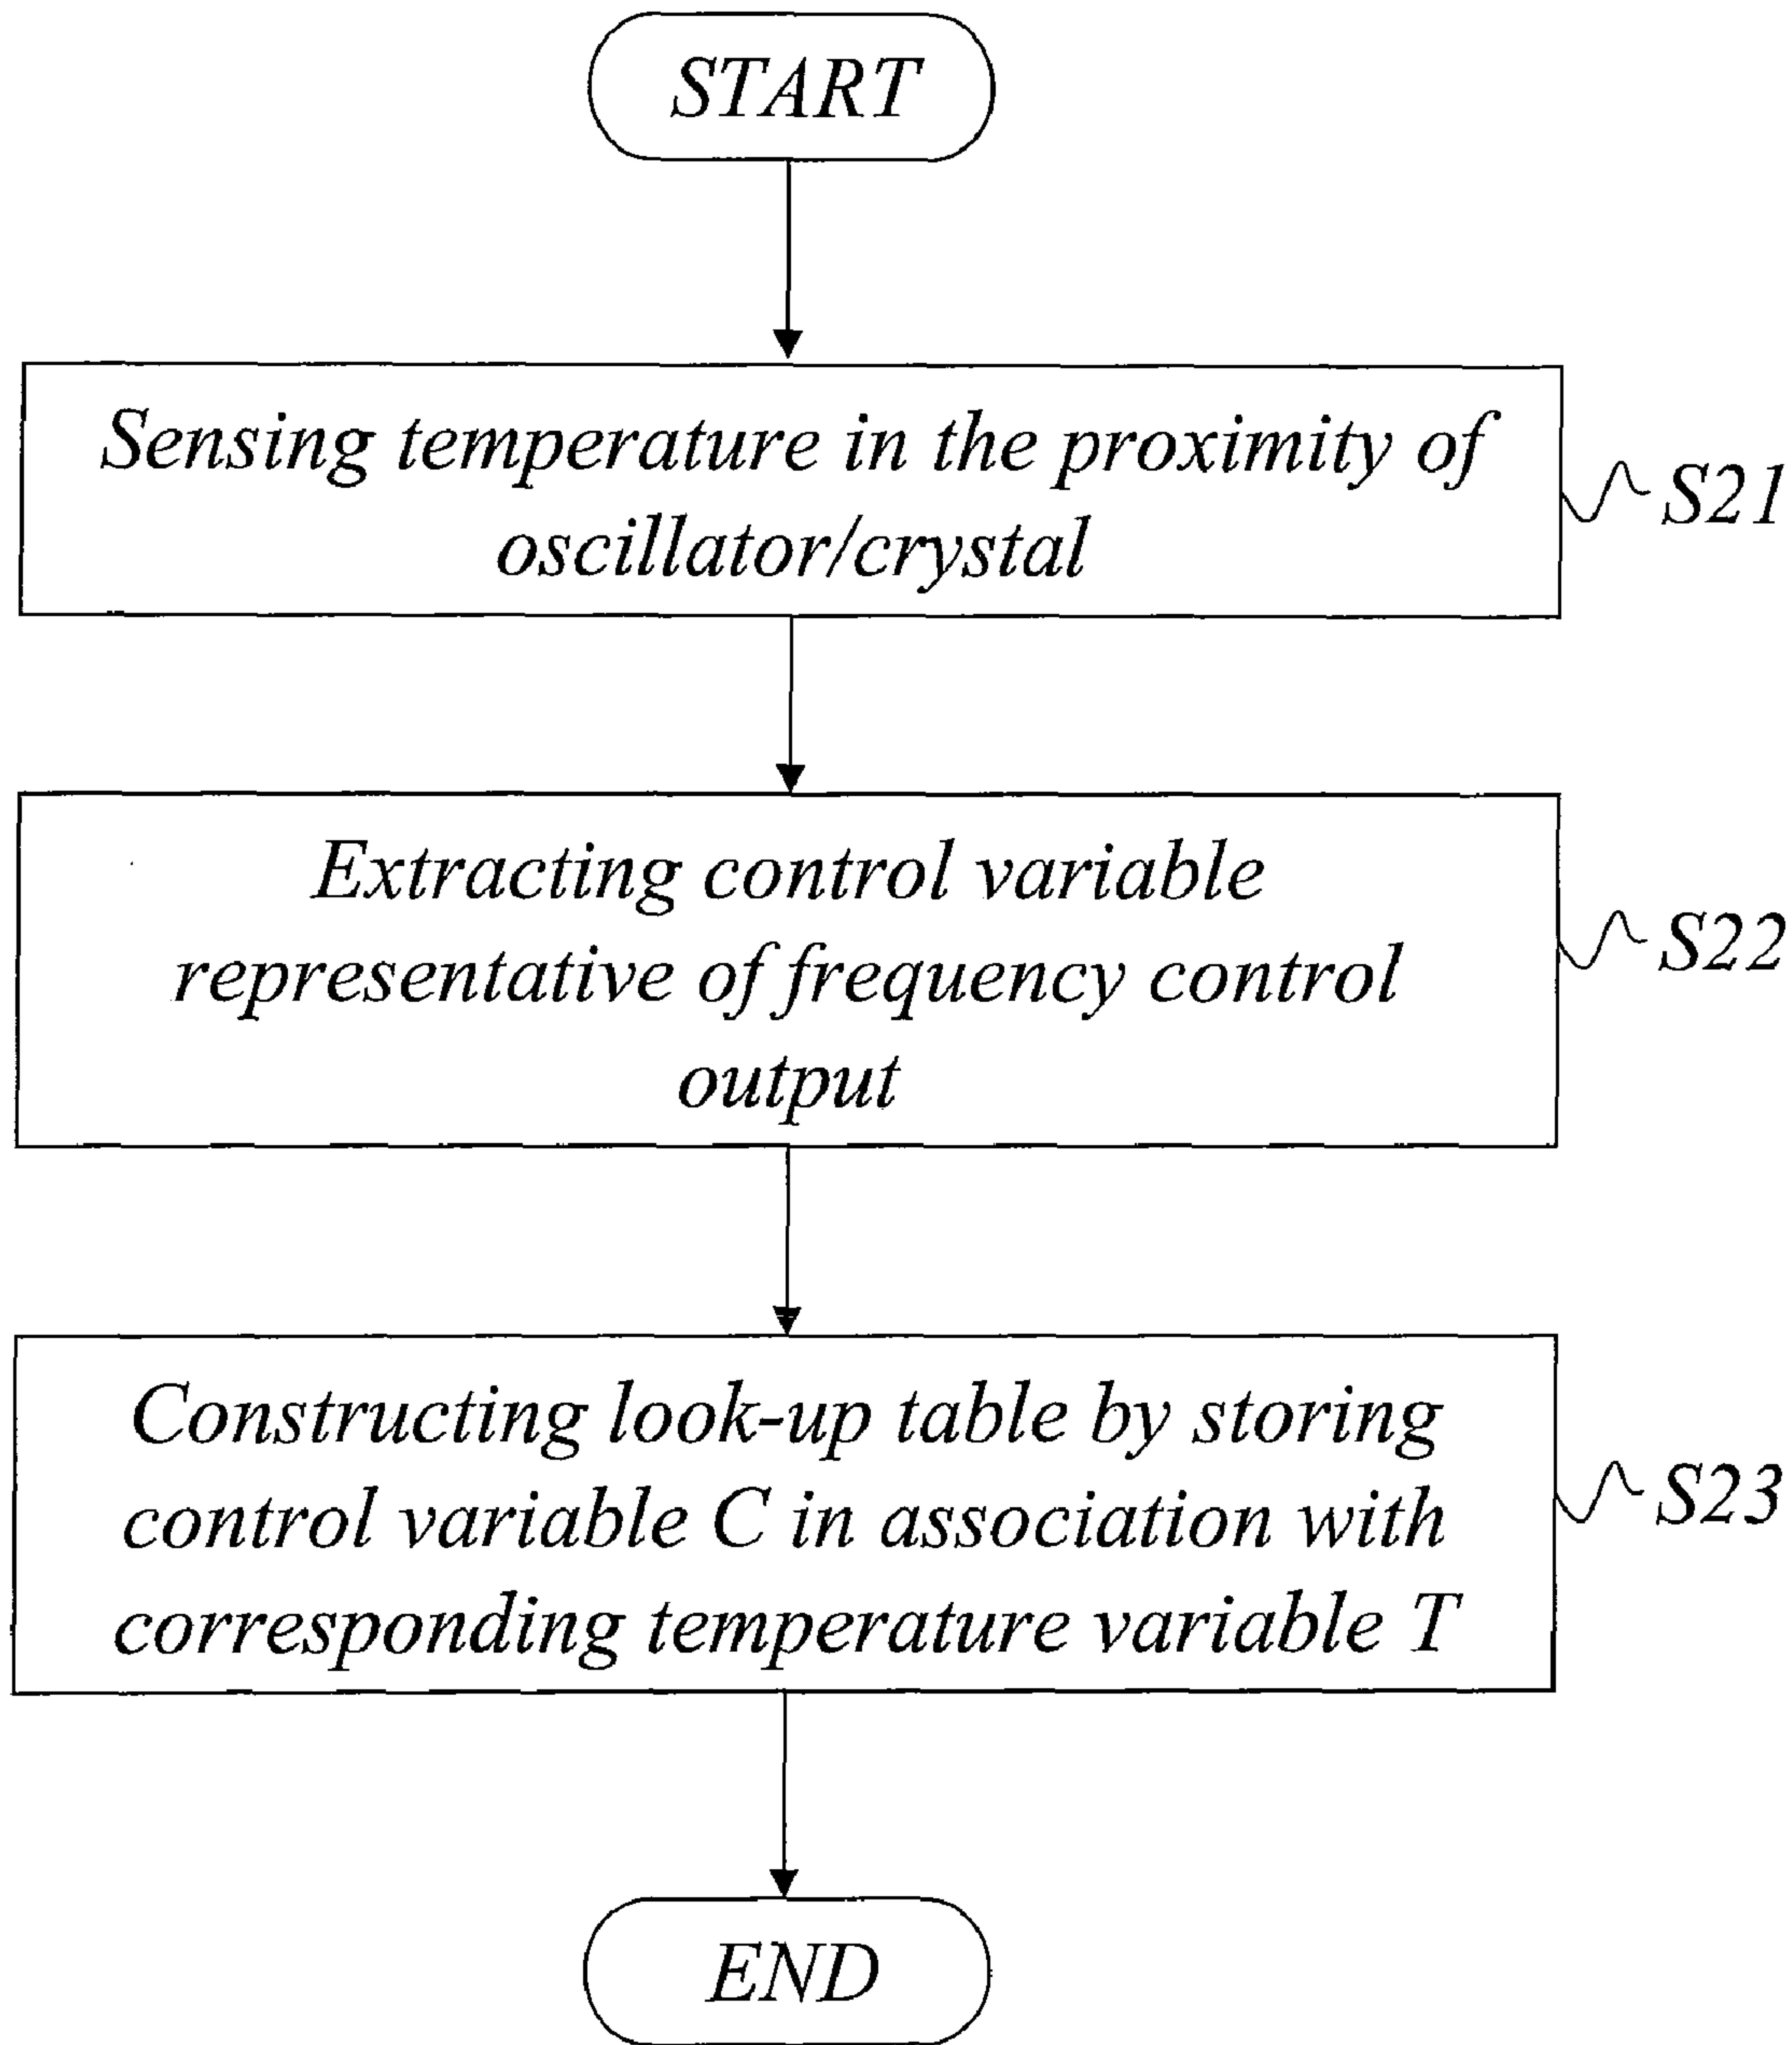 START
Sensing temperature in the proximity of
oscillator/crystal
S21
Extracting control variable
representative of frequency control
output
S22
Constructing look-up table by storing
control variable C in association with
corresponding temperature variable T
S23
END